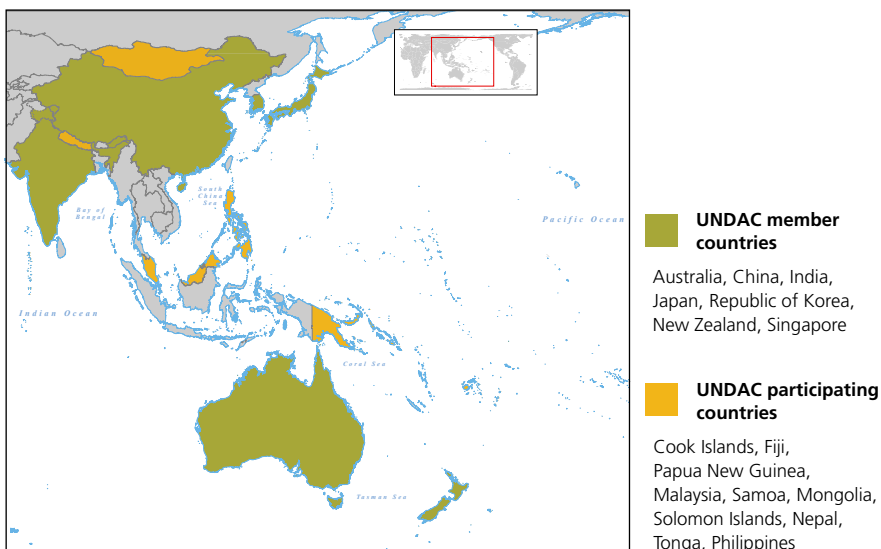 South
China
Sea
Bay of
Bengal
Pacific Ocean
Indian Ocean
Coral Sea
Tasman Sea
UNDAC member
countries
Australia, China, India,
Japan, Republic of Korea,
New Zealand, Singapore
UNDAC participating
countries
Cook Islands, Fiji,
Papua New Guinea,
Malaysia, Samoa, Mongolia,
Solomon Islands, Nepal,
Tonga, Philippines